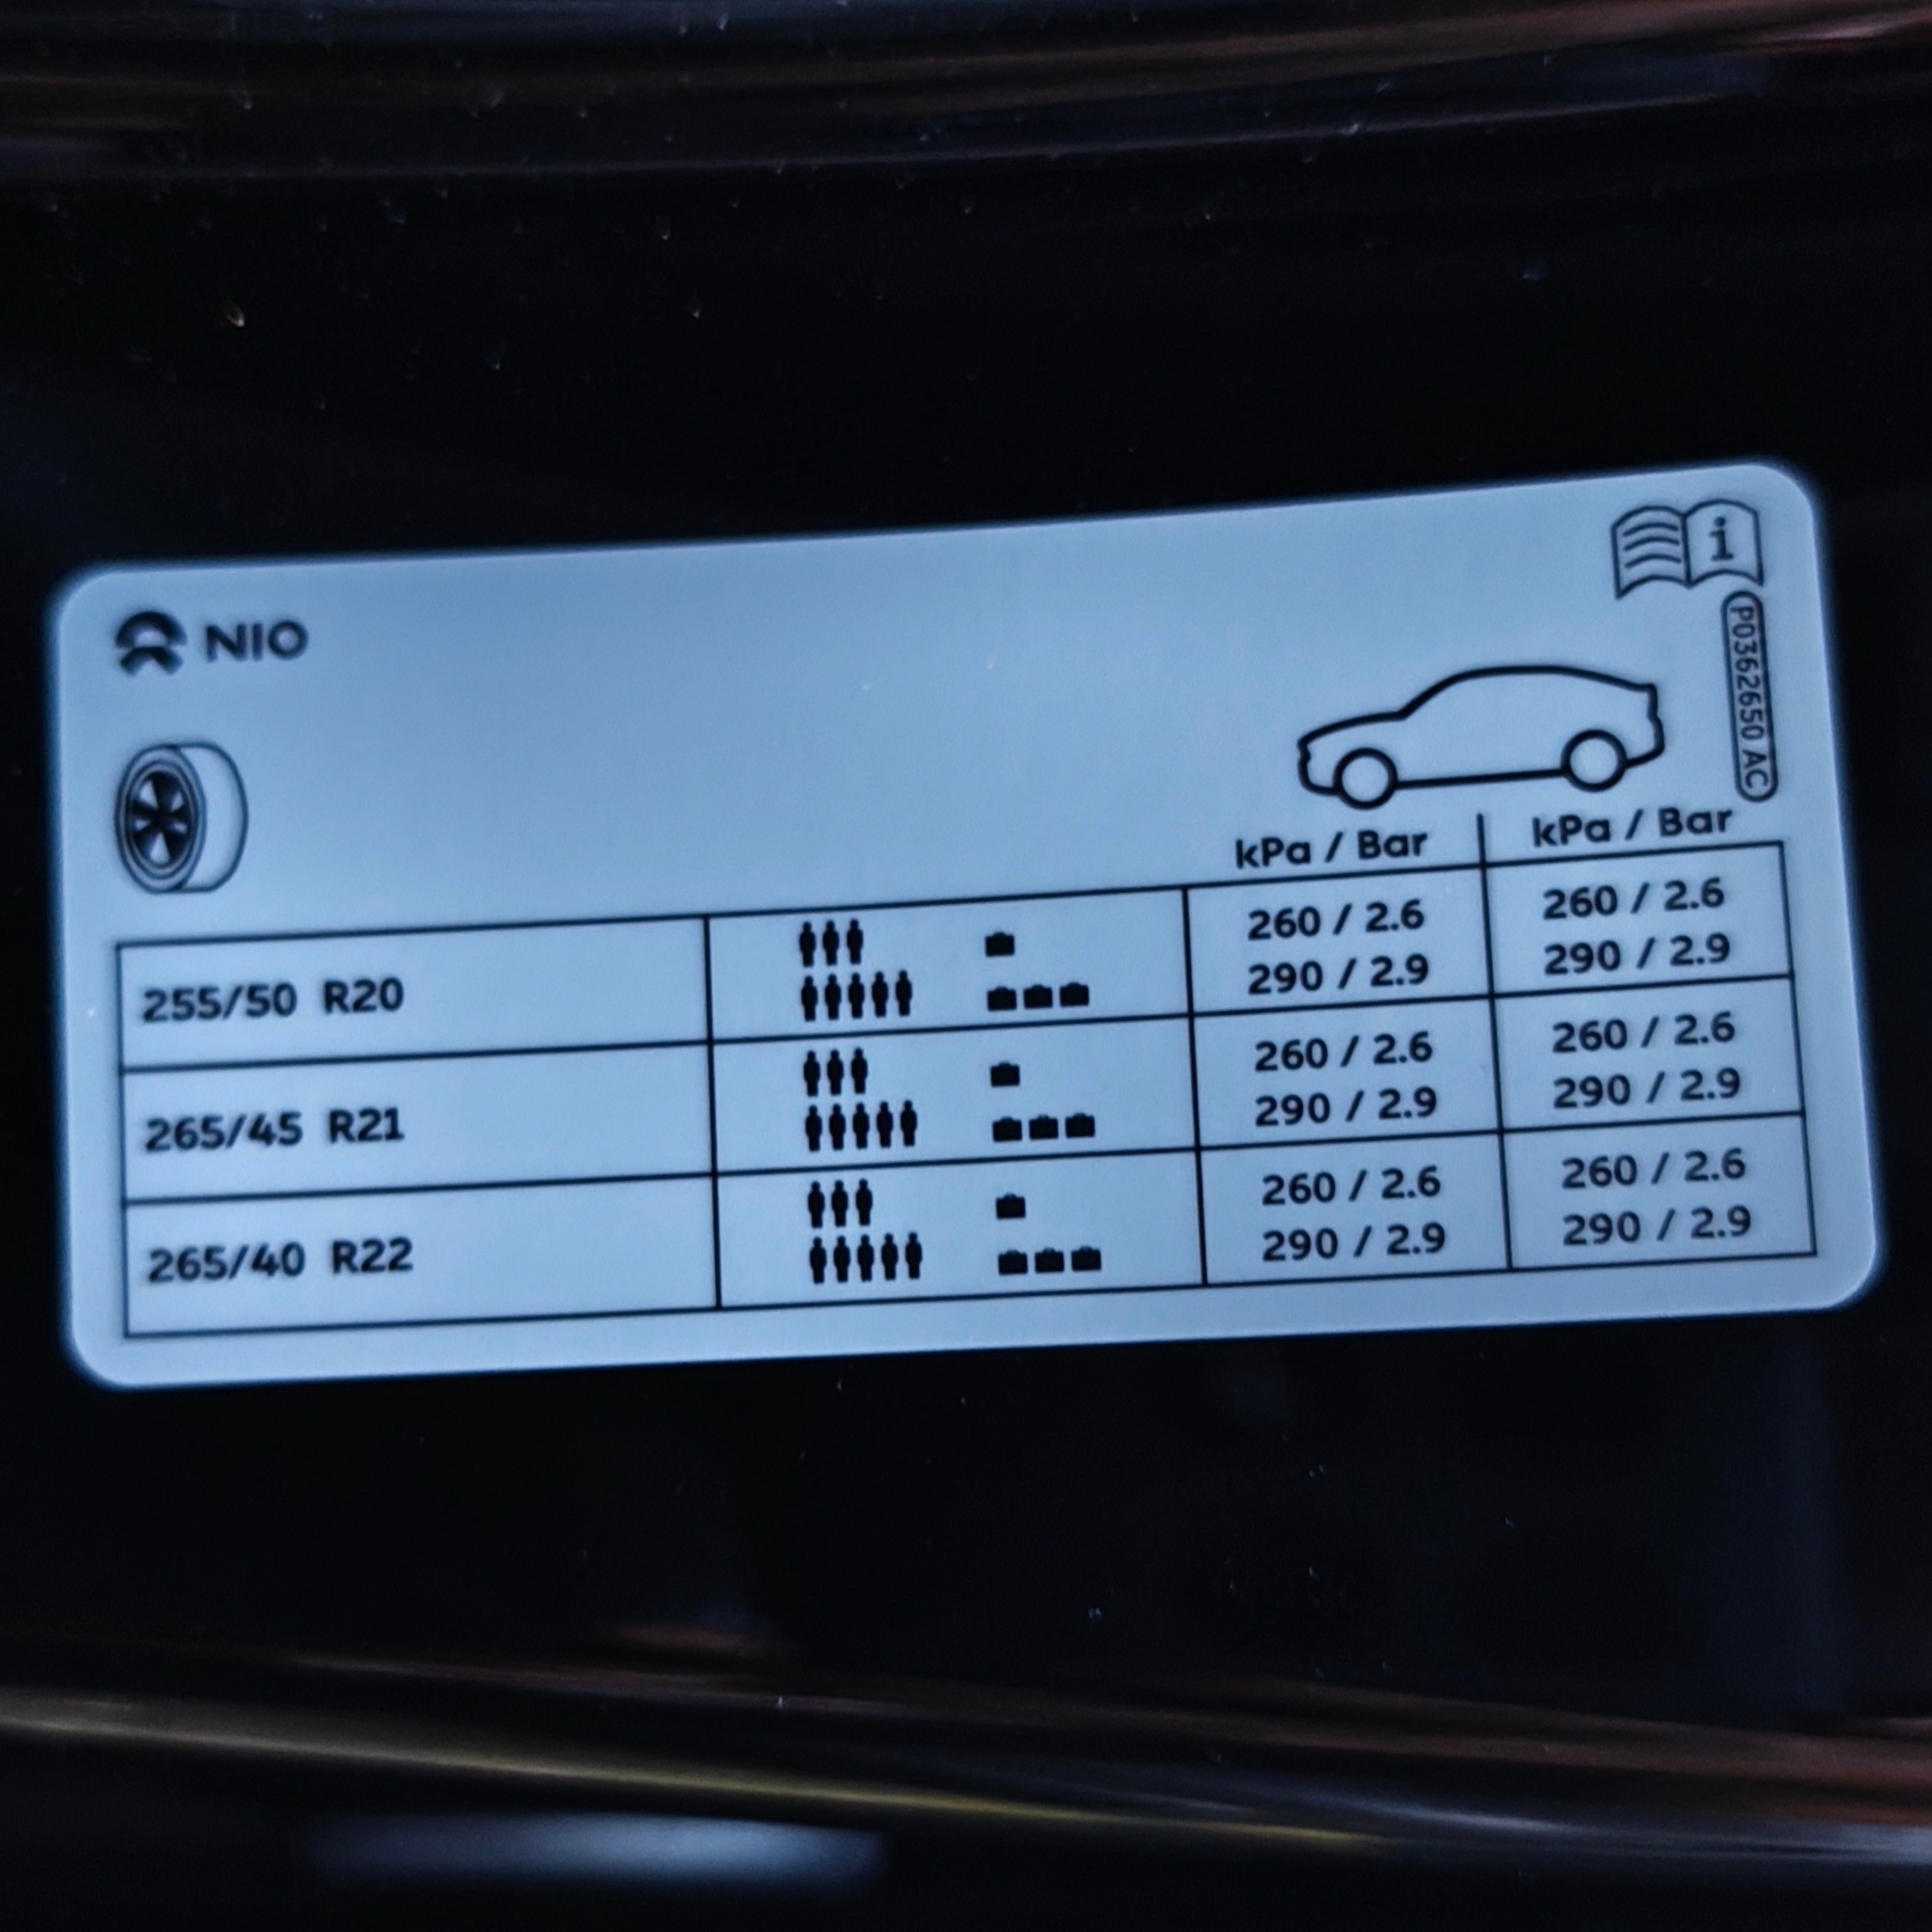 i
NIO
P0362650 AC
kPa / Bar kPa / Bar
255/50 R20
260 / 2.6 260 / 2.6
290 / 2.9 290 / 2.9
265/45 R21
260 / 2.6 260 / 2.6
290 / 2.9 290 / 2.9
265/40 R22
260 / 2.6 260 / 2.6
290 / 2.9 290 / 2.9